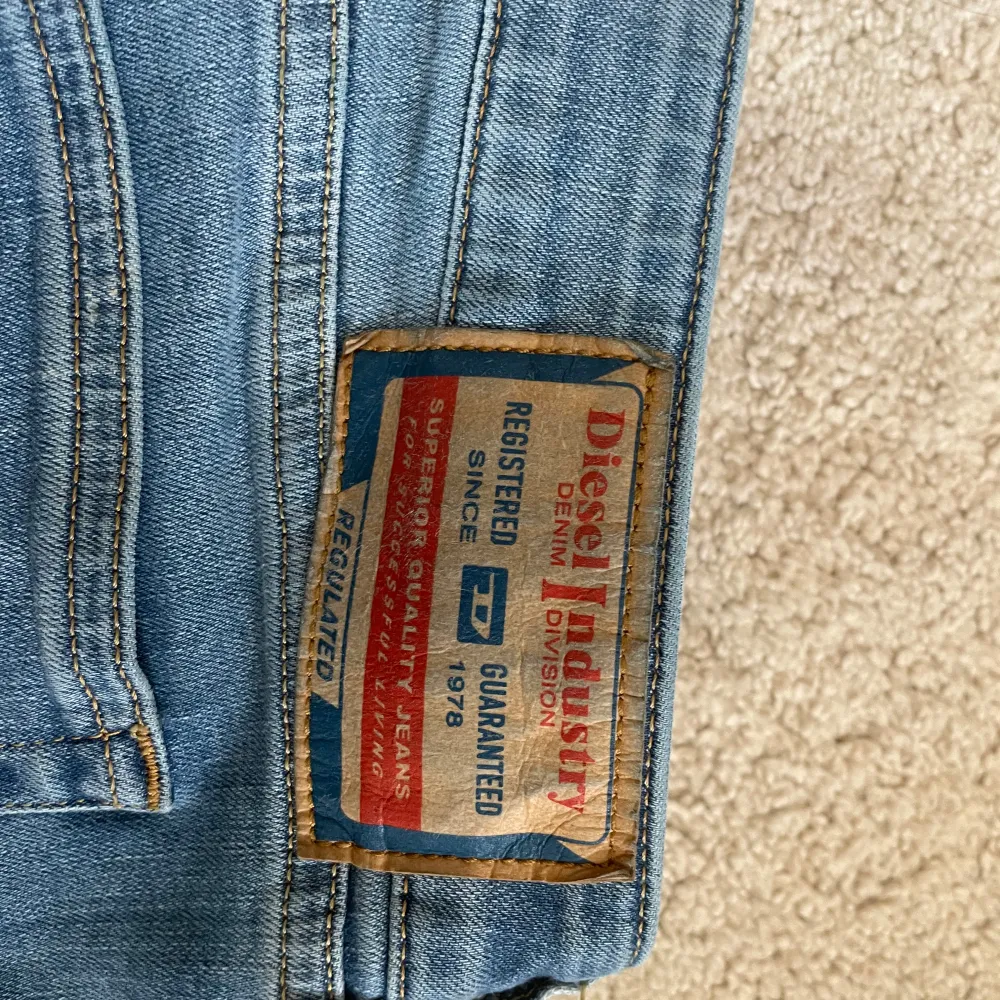 Diesel Industry
DENIM DIVISION
REGISTERED D GUARANTEED
SINCE 1978
SUPERIOR QUALITY JEANS
FOR SUCCESSFUL LIVING
REGULATED